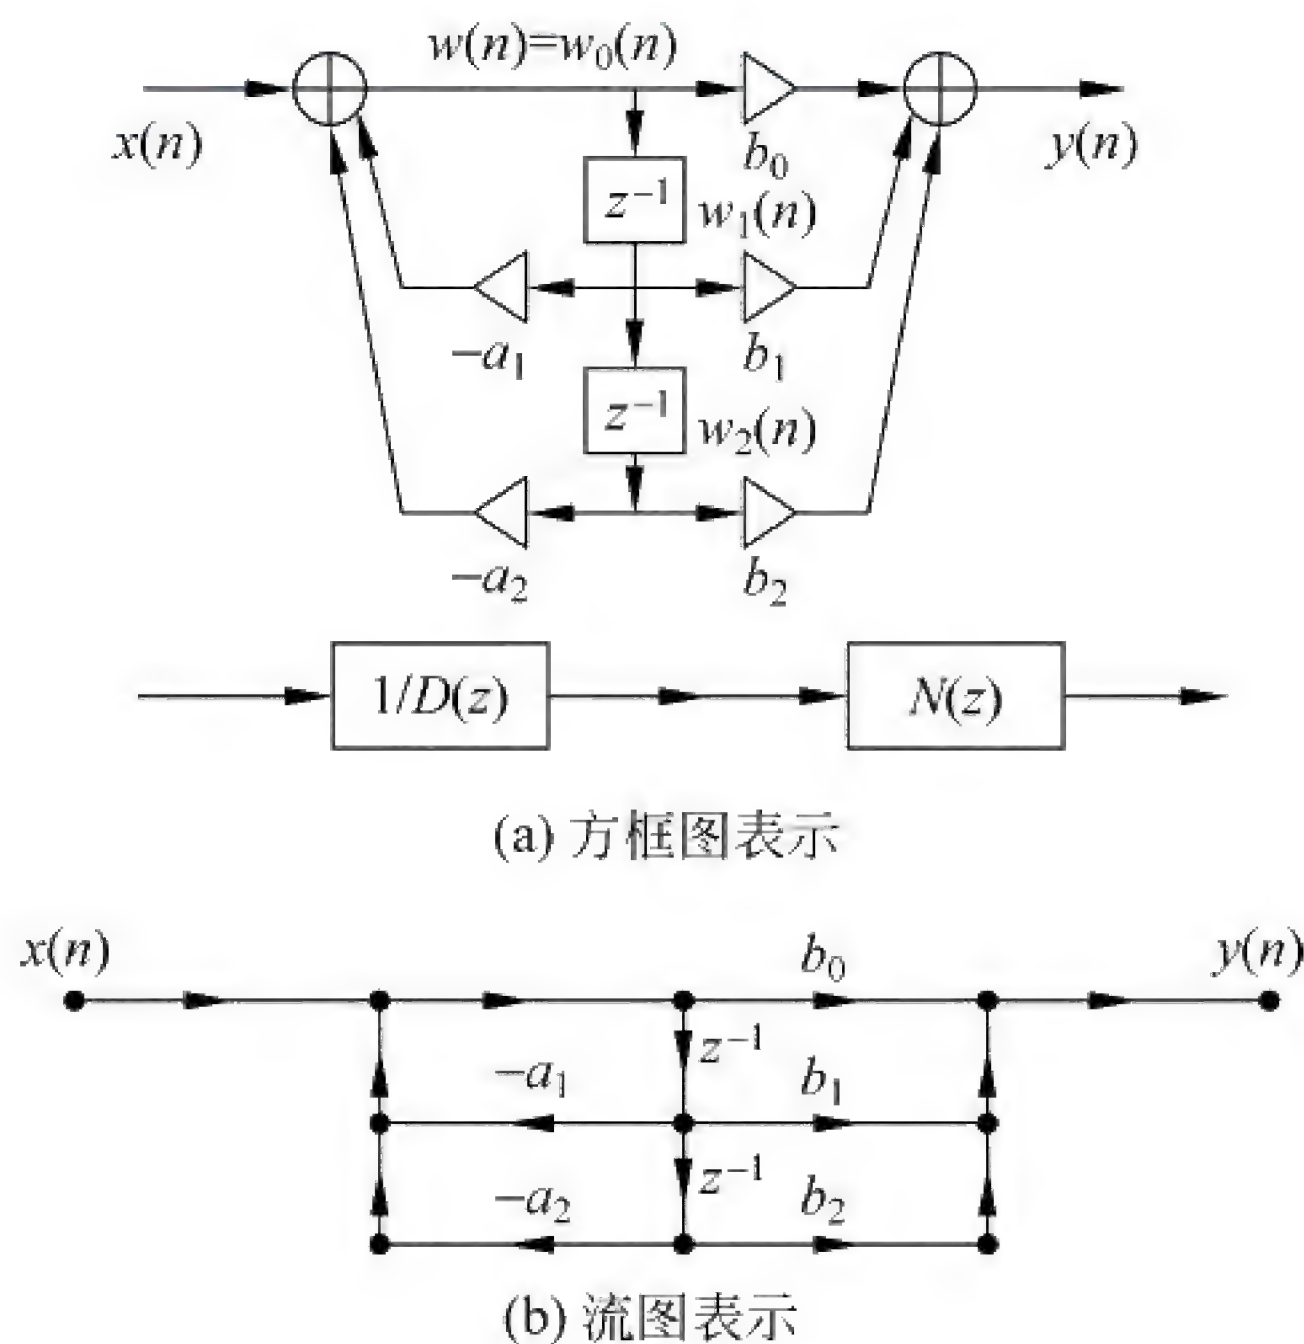 w(n)=w₀(n)
x(n)
b₀
y(n)
z⁻¹
w₁(n)
−a₁
b₁
z⁻¹
w₂(n)
−a₂
b₂
1/D(z)
N(z)
(a) 方框图表示
x(n)
b₀
y(n)
z⁻¹
−a₁
b₁
z⁻¹
−a₂
b₂
(b) 流图表示